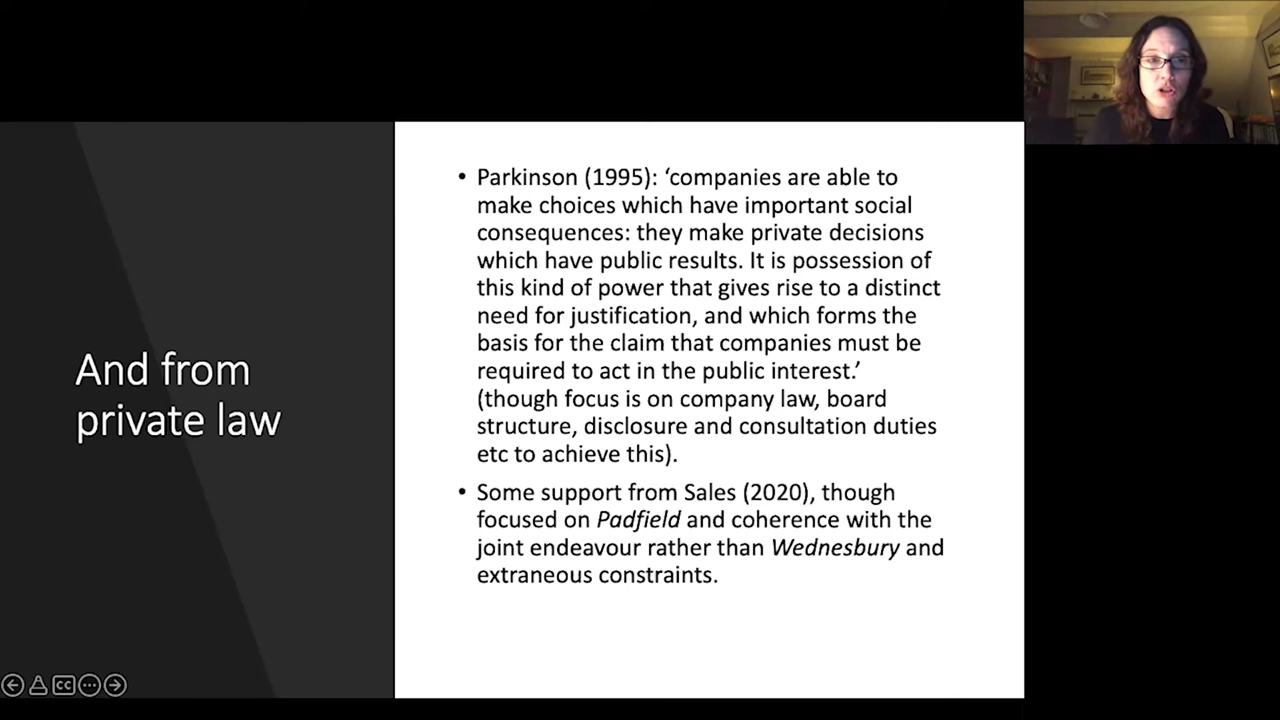 And from
private law
• Parkinson (1995): ‘companies are able to
make choices which have important social
consequences: they make private decisions
which have public results. It is possession of
this kind of power that gives rise to a distinct
need for justification, and which forms the
basis for the claim that companies must be
required to act in the public interest.’
(though focus is on company law, board
structure, disclosure and consultation duties
etc to achieve this).
• Some support from Sales (2020), though
focused on Padfield and coherence with the
joint endeavour rather than Wednesbury and
extraneous constraints.
CC